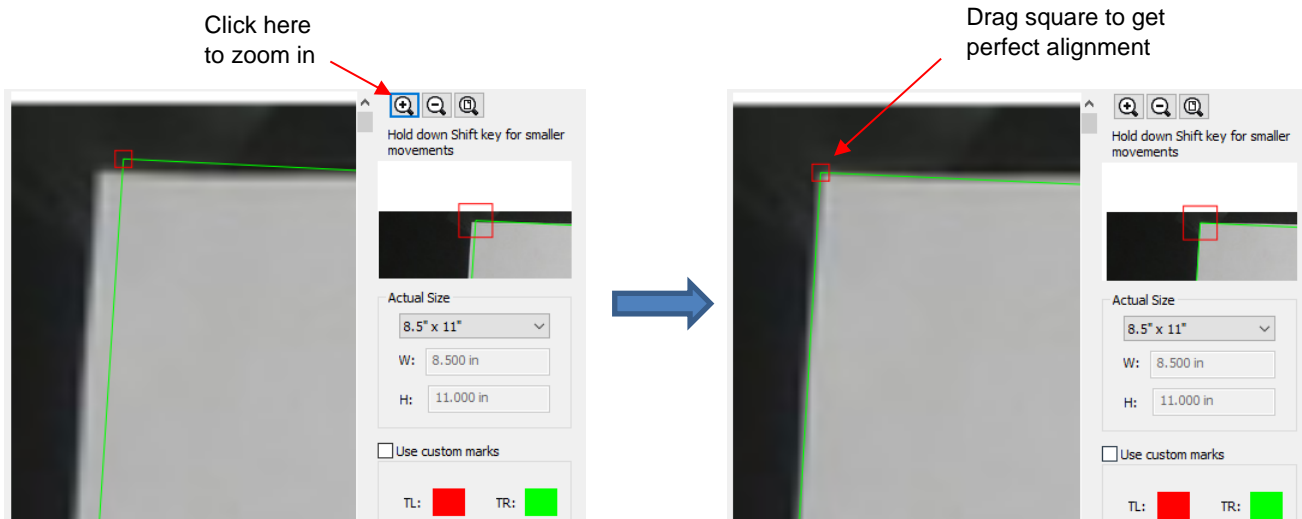 Click here
to zoom in
Drag square to get
perfect alignment
Hold down Shift key for smaller
movements
Actual Size
8.5" x 11"
W: 8.500 in
H: 11.000 in
Use custom marks
TL: TR:
Hold down Shift key for smaller
movements
Actual Size
8.5" x 11"
W: 8.500 in
H: 11.000 in
Use custom marks
TL: TR: